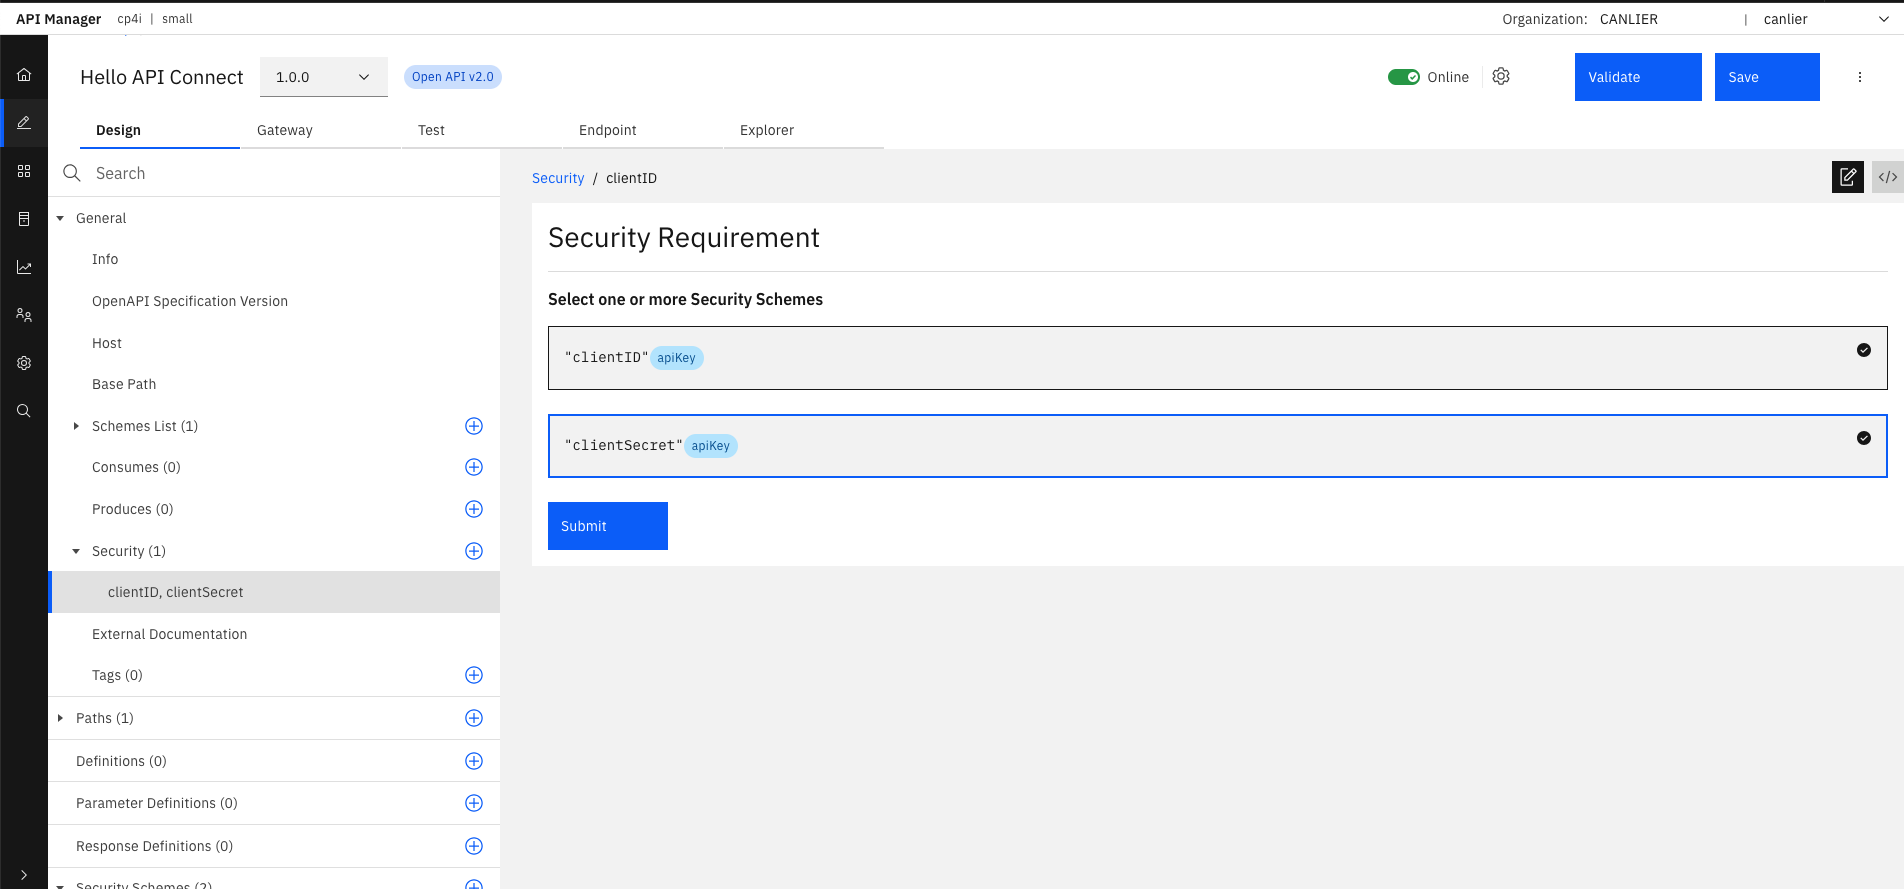 API Manager cp4i | small Organization: CANLIER | canlier
Hello API Connect 1.0.0 Open API v2.0 Online Validate Save
Design Gateway Test Endpoint Explorer
Search
General
Info
OpenAPI Specification Version
Host
Base Path
Schemes List (1)
Consumes (0)
Produces (0)
Security (1)
clientID, clientSecret
External Documentation
Tags (0)
Paths (1)
Definitions (0)
Parameter Definitions (0)
Response Definitions (0)
Security Schemes (2)
Security / clientID
</>
Security Requirement
Select one or more Security Schemes
"clientID" apiKey
"clientSecret" apiKey
Submit